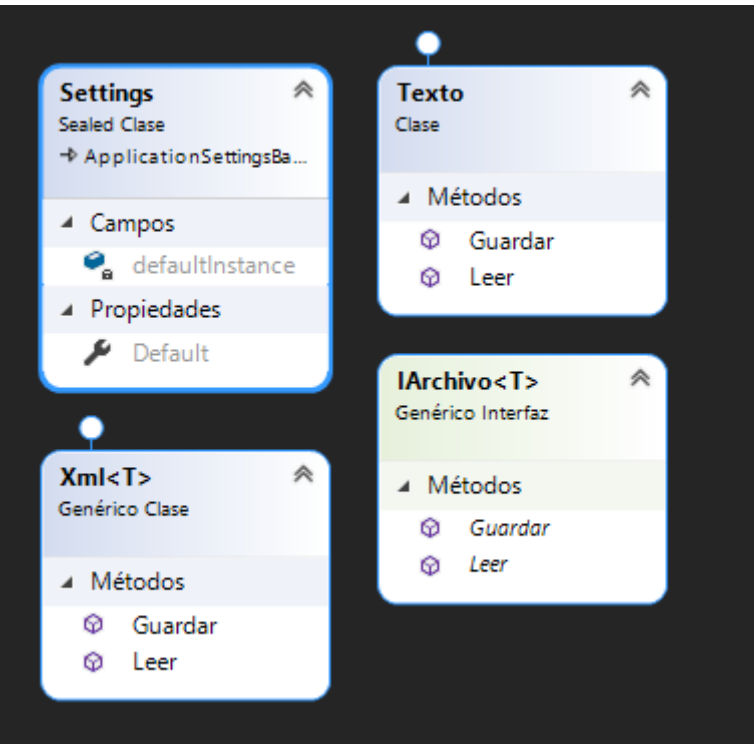 Settings
Sealed Clase
ApplicationSettingsBa...
Campos
defaultInstance
Propiedades
Default
Texto
Clase
Métodos
Guardar
Leer
Xml<T>
Genérico Clase
Métodos
Guardar
Leer
IArchivo<T>
Genérico Interfaz
Métodos
Guardar
Leer